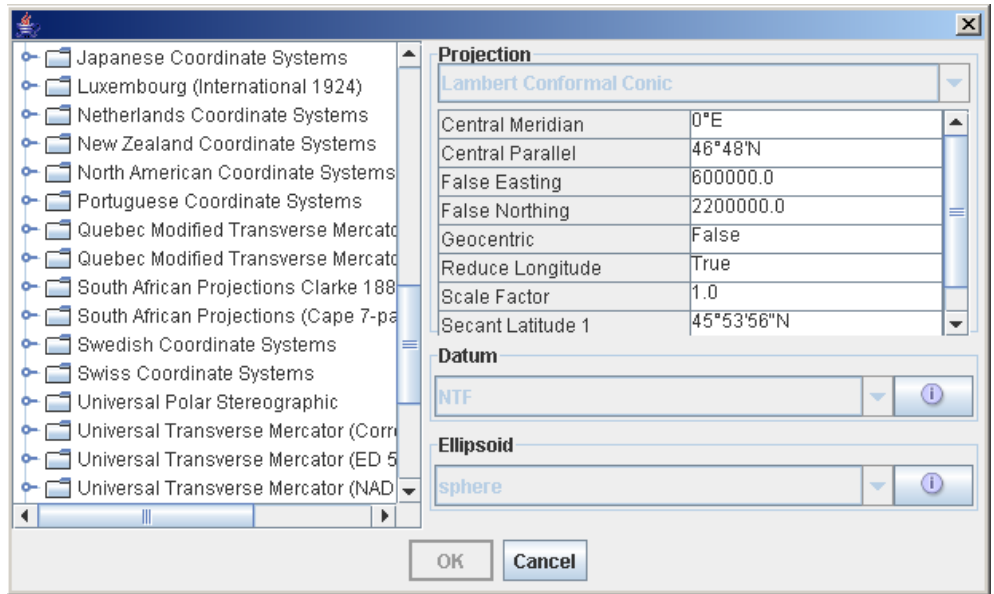 Japanese Coordinate Systems
Luxembourg (International 1924)
Netherlands Coordinate Systems
New Zealand Coordinate Systems
North American Coordinate Systems
Portuguese Coordinate Systems
Quebec Modified Transverse Mercato
Quebec Modified Transverse Mercato
South African Projections Clarke 188
South African Projections (Cape 7-pa
Swedish Coordinate Systems
Swiss Coordinate Systems
Universal Polar Stereographic
Universal Transverse Mercator (Corre
Universal Transverse Mercator (ED 5
Universal Transverse Mercator (NAD
Projection
Lambert Conformal Conic
Central Meridian 0°E
Central Parallel 46°48'N
False Easting 600000.0
False Northing 2200000.0
Geocentric False
Reduce Longitude True
Scale Factor 1.0
Secant Latitude 1 45°53'56"N
Datum
NTF
Ellipsoid
sphere
OK Cancel